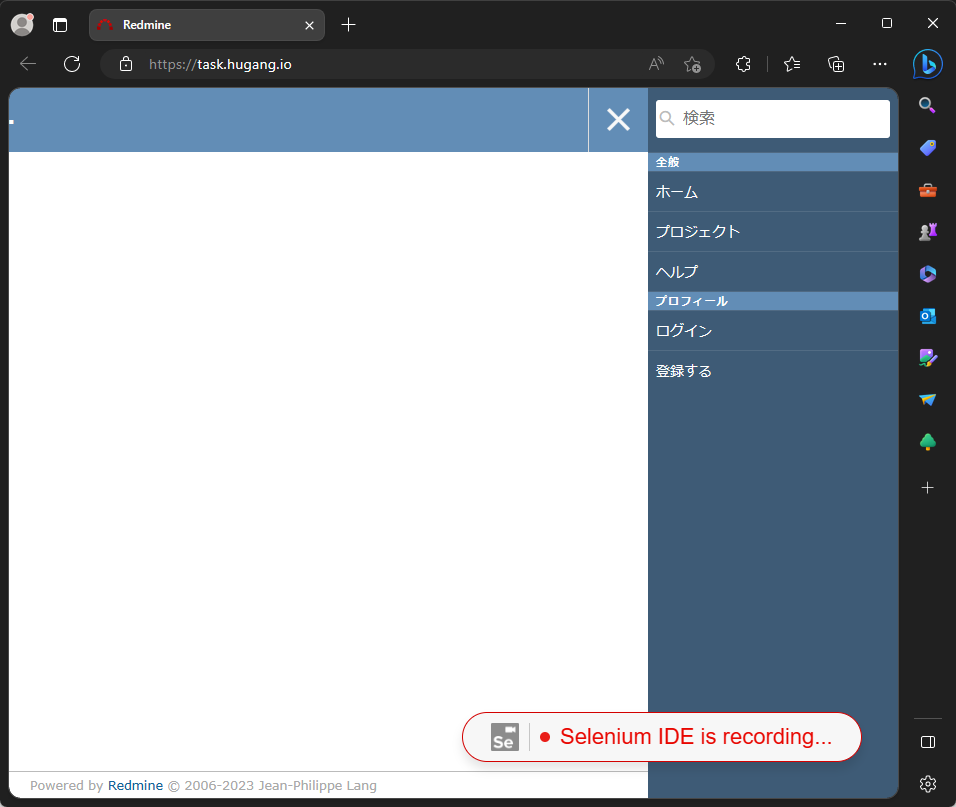 Redmine
https://task.hugang.io
検索
全般
ホーム
プロジェクト
ヘルプ
プロフィール
ログイン
登録する
Se
Selenium IDE is recording...
Powered by Redmine © 2006-2023 Jean-Philippe Lang